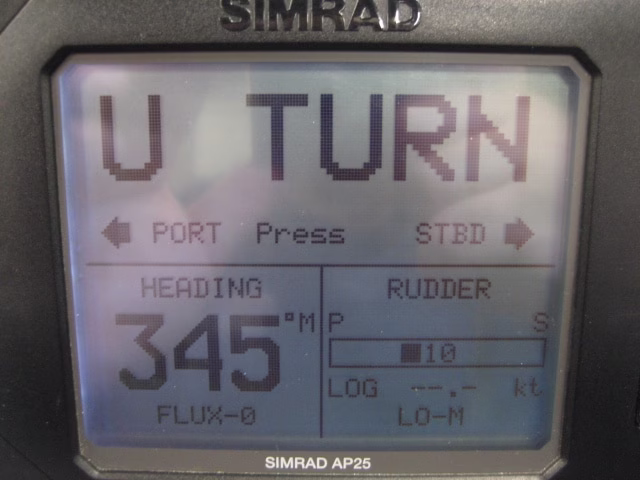 SIMRAD
U TURN
PORT Press STBD
HEADING
345°M
FLUX-0
RUDDER
P S
10
LOG --.- kt
LO-M
SIMRAD AP25